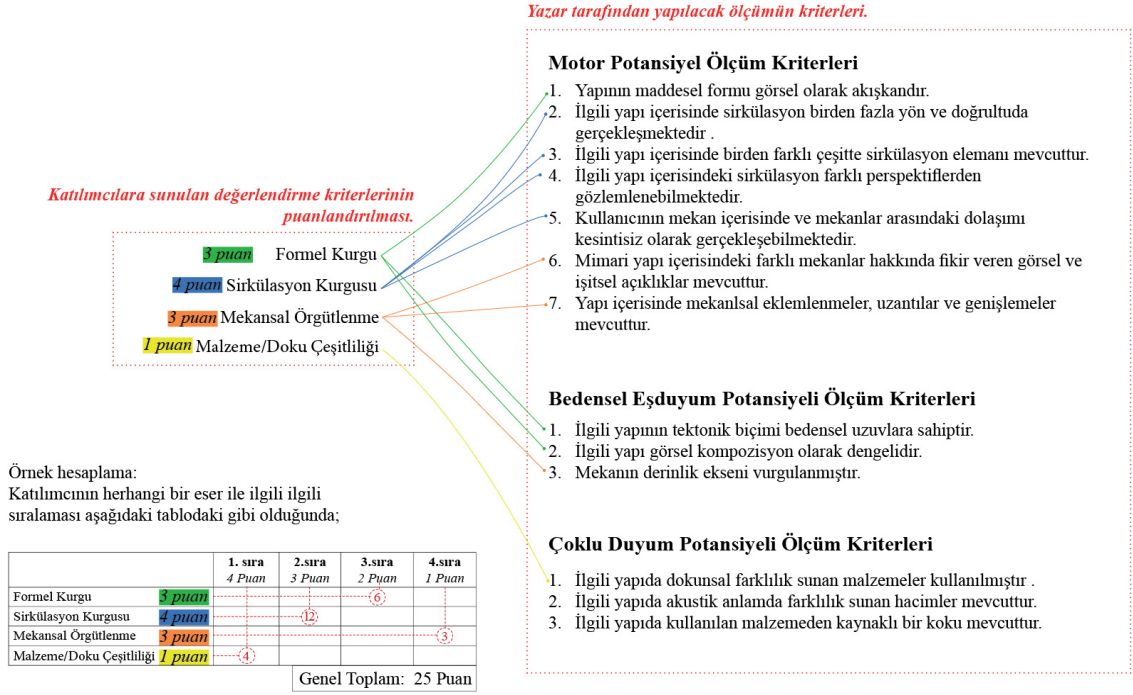 Yazar tarafından yapılacak ölçümün kriterleri.
Motor Potansiyel Ölçüm Kriterleri
1. Yapının maddesel formu görsel olarak akışkandır.
2. İlgili yapı içerisinde sirkülasyon birden fazla yön ve doğrultuda
gerçekleşmektedir .
3. İlgili yapı içerisinde birden farklı çeşitte sirkülasyon elemanı mevcuttur.
4. İlgili yapı içerisindeki sirkülasyon farklı perspektiflerden
gözlemlenebilmektedir.
5. Kullanıcının mekan içerisinde ve mekanlar arasındaki dolaşımı
kesintisiz olarak gerçekleşebilmektedir.
6. Mimari yapı içerisindeki farklı mekanlar hakkında fikir veren görsel ve
işitsel açıklıklar mevcuttur.
7. Yapı içerisinde mekanlsal eklemlenmeler, uzantılar ve genişlemeler
mevcuttur.
Katılımcılara sunulan değerlendirme kriterlerinin
puanlandırılması.
3 puan Formel Kurgu
4 puan Sirkülasyon Kurgusu
3 puan Mekansal Örgütlenme
1 puan Malzeme/Doku Çeşitliliği
Bedensel Eşduyum Potansiyeli Ölçüm Kriterleri
1. İlgili yapının tektonik biçimi bedensel uzuvlara sahiptir.
2. İlgili yapı görsel kompozisyon olarak dengelidir.
3. Mekanın derinlik ekseni vurgulanmıştır.
Çoklu Duyum Potansiyeli Ölçüm Kriterleri
1. İlgili yapıda dokunsal farklılık sunan malzemeler kullanılmıştır .
2. İlgili yapıda akustik anlamda farklılık sunan hacimler mevcuttur.
3. İlgili yapıda kullanılan malzemeden kaynaklı bir koku mevcuttur.
Örnek hesaplama:
Katılımcının herhangi bir eser ile ilgili ilgili
sıralaması aşağıdaki tablodaki gibi olduğunda;
1. sıra 2.sıra 3.sıra 4.sıra
4 Puan 3 Puan 2 Puan 1 Puan
Formel Kurgu 3 puan 6
Sirkülasyon Kurgusu 4 puan 12
Mekansal Örgütlenme 3 puan 3
Malzeme/Doku Çeşitliliği 1 puan 4
Genel Toplam: 25 Puan